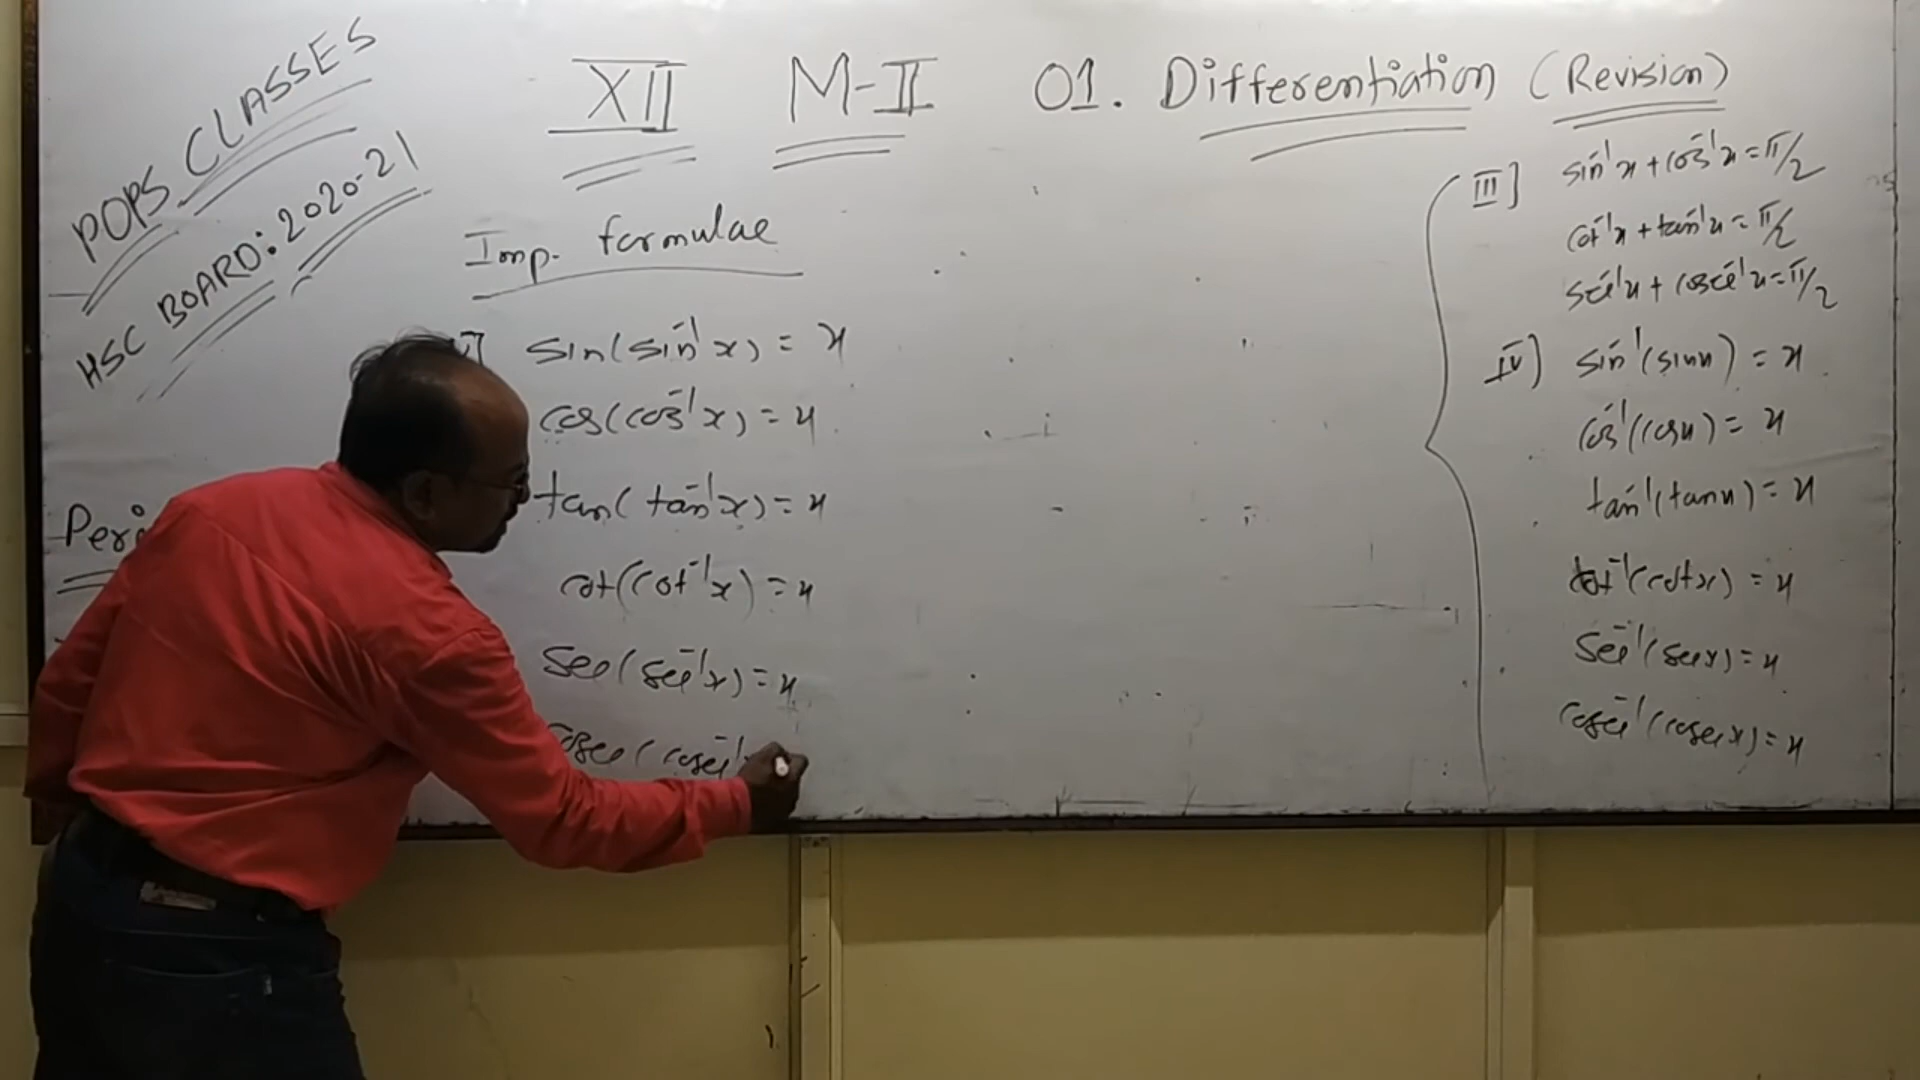 POPS CLASSES
HSC BOARD: 2020-21
XII M-II 01. Differentiation (Revision)
Imp. formulae
sin(sin⁻¹x) = x
cos(cos⁻¹x) = x
tan(tan⁻¹x) = x
cot(cot⁻¹x) = x
sec(sec⁻¹x) = x
cosec(cosec⁻¹
III] sin⁻¹x + cos⁻¹x = π/2
cot⁻¹x + tan⁻¹x = π/2
sec⁻¹x + cosec⁻¹x = π/2
IV) sin⁻¹(sinx) = x
cos⁻¹(cosx) = x
tan⁻¹(tanx) = x
cot⁻¹(cotx) = x
sec⁻¹(secx) = x
cosec⁻¹(cosecx) = x